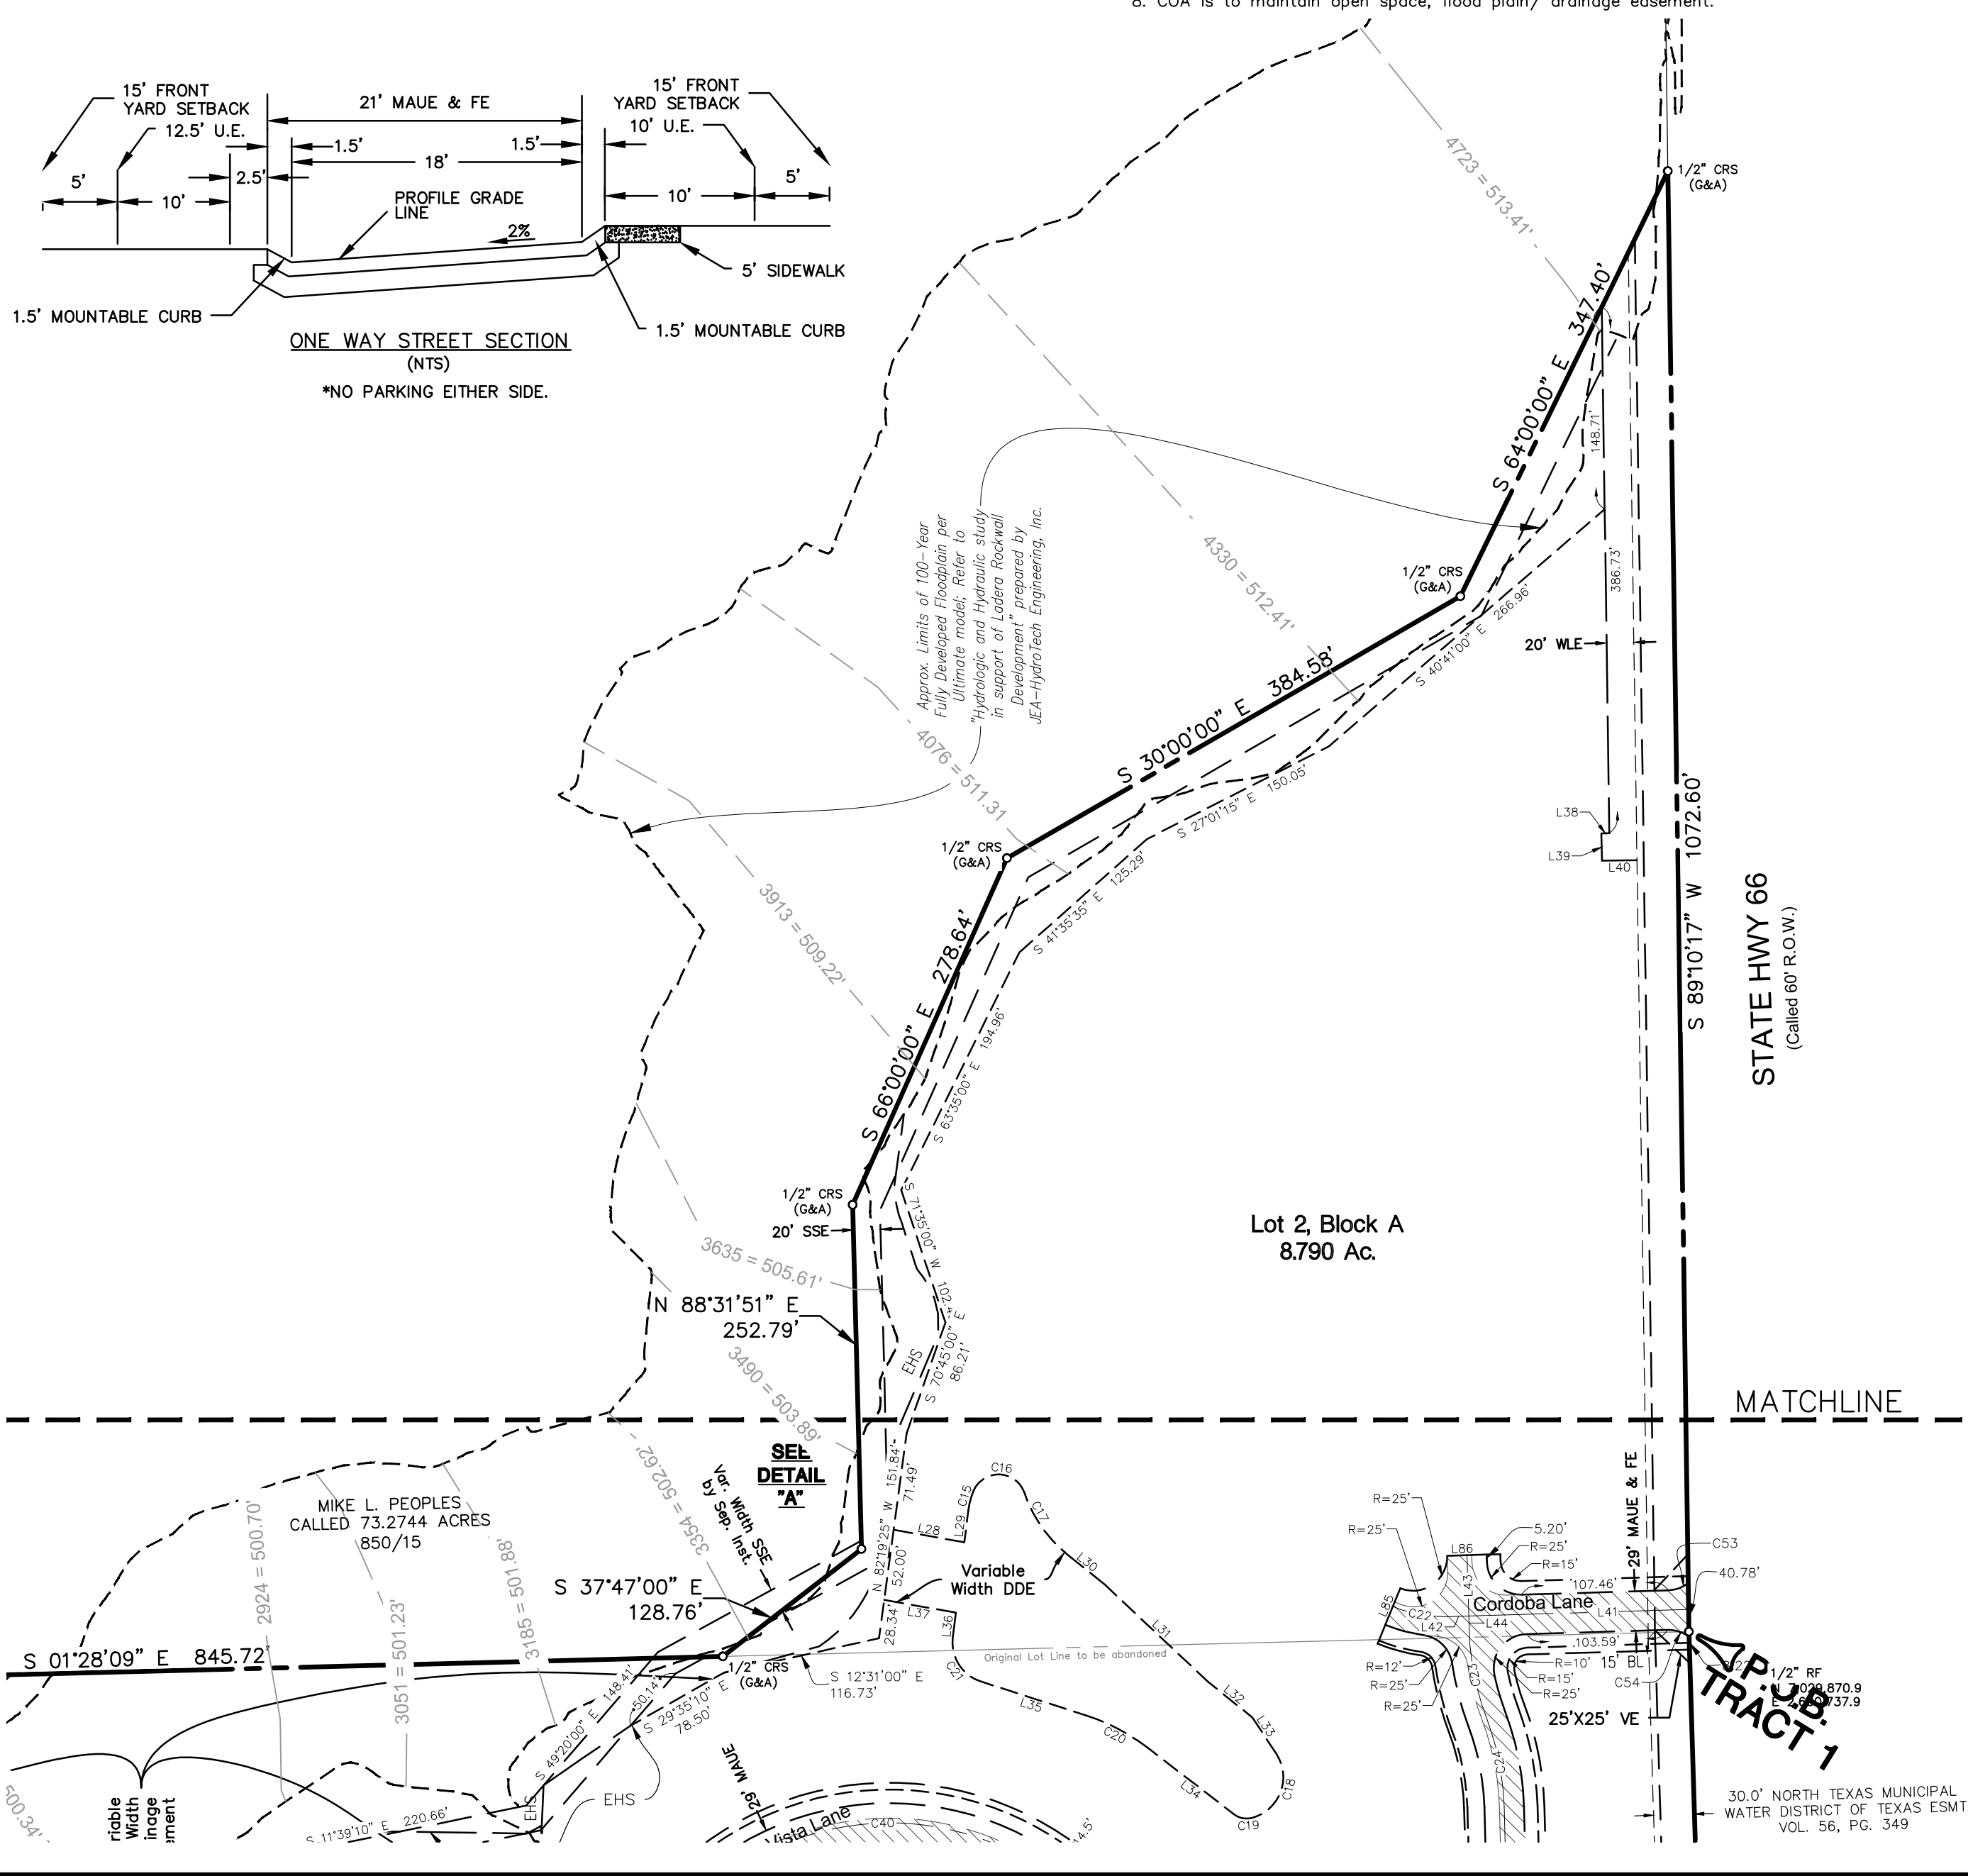 8. COA is to maintain open space, flood plain/ drainage easement.
15' FRONT
YARD SETBACK
12.5' U.E.
21' MAUE & FE
15' FRONT
YARD SETBACK
10' U.E.
1.5'
1.5'
18'
5'
2.5'
10'
10'
5'
PROFILE GRADE
LINE
2%
5' SIDEWALK
1.5' MOUNTABLE CURB
1.5' MOUNTABLE CURB
ONE WAY STREET SECTION
(NTS)
*NO PARKING EITHER SIDE.
4723 = 513.41'
1/2" CRS
(G&A)
S 64°00'00" E 347.40'
148.71'
386.73'
Approx. Limits of 100-Year
Fully Developed Floodplain per
Ultimate model; Refer to
"Hydrologic and Hydraulic study
in support of Ladera Rockwall
Development" prepared by
JEA-HydroTech Engineering, Inc.
4330 = 512.41'
1/2" CRS
(G&A)
S 40°41'00" E 266.96'
20' WLE
S 30°00'00" E 384.58'
4076 = 511.31
S 27°01'15" E 150.05'
L38
L39
L40
S 89°10'17" W 1072.60'
STATE HWY 66
(Called 60' R.O.W.)
1/2" CRS
(G&A)
3913 = 509.22'
S 41°35'35" E 125.29'
S 66°00'00" E 278.64'
S 63°35'00" E 194.96'
1/2" CRS
(G&A)
20' SSE
S 71°35'00" W
Lot 2, Block A
8.790 Ac.
3635 = 505.61'
N 88°31'51" E
252.79'
EHS
S 70°45'00" E
86.21'
3490 = 503.89'
MATCHLINE
SEE
DETAIL
"A"
3354 = 502.62'
Var. Width SSE
by Sep. Inst.
MIKE L. PEOPLES
CALLED 73.2744 ACRES
850/15
2924 = 500.70'
3051 = 501.23'
3185 = 501.88'
N 82°19'25" W 151.84'
71.49'
52.00'
28.34'
L28
L29
C15
C16
C17
L30
Variable
Width DDE
L37
L36
C21
L31
L32
L33
C18
C19
L34
C20
L35
Original Lot Line to be abandoned
29' MAUE & FE
R=25'
R=25'
5.20'
R=25'
R=15'
L86
C53
40.78'
L85
L43
107.46'
Cordoba Lane
C22
L42
L44
L41
103.59'
R=12'
R=25'
R=25'
C23
R=10'
15' BL
R=15'
R=25'
C54
C24
25'X25' VE
P.O.B.
TRACT 1
1/2" RF
S 37°47'00" E
128.76'
S 01°28'09" E 845.72'
1/2" CRS
(G&A)
S 12°31'00" E
116.73'
148.41'
50.14'
S 29°35'10" E
78.50'
S 49°20'00" E
EHS
EHS
29' MAUE
Vista Lane
C40
14.5'
S 11°39'10" E 220.66'
500.34'
riable
Width
inage
ement
30.0' NORTH TEXAS MUNICIPAL
WATER DISTRICT OF TEXAS ESMT
VOL. 56, PG. 349